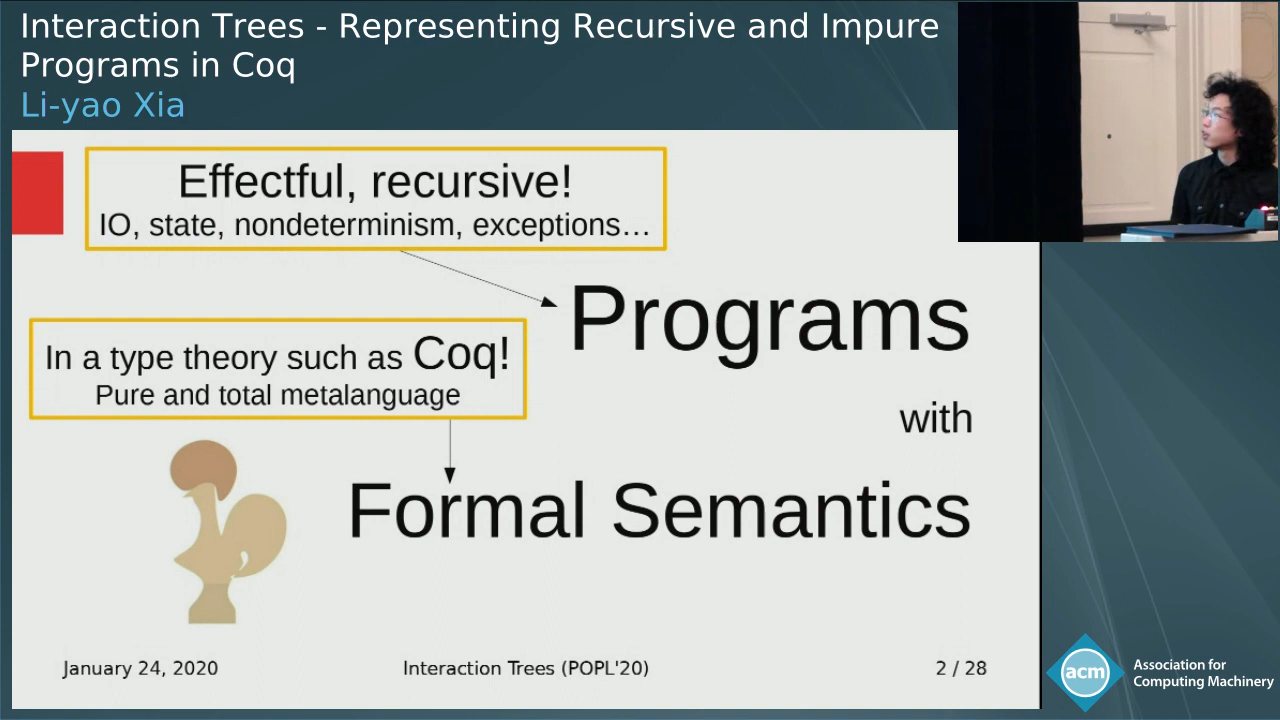 Interaction Trees - Representing Recursive and Impure
Programs in Coq
Li-yao Xia
Effectful, recursive!
IO, state, nondeterminism, exceptions…
Programs
In a type theory such as Coq!
Pure and total metalanguage
with
Formal Semantics
January 24, 2020
Interaction Trees (POPL'20)
2 / 28
acm
Association for
Computing Machinery